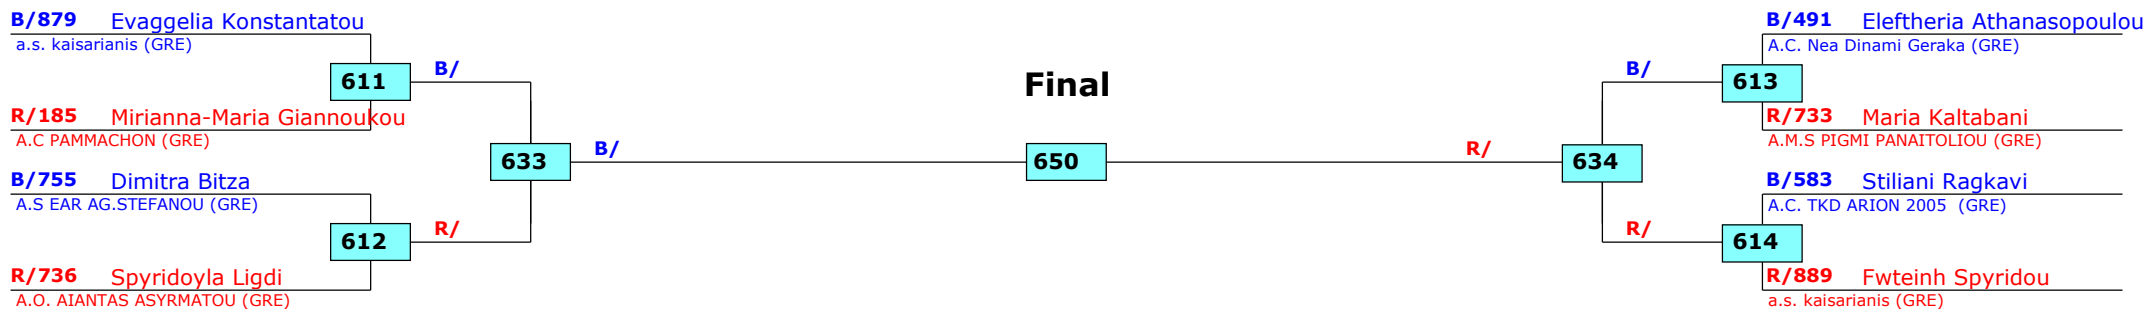 B/879 Evaggelia Konstantatou
a.s. kaisarianis (GRE)
611
B/
R/185 Mirianna-Maria Giannoukou
A.C PAMMACHON (GRE)
633
B/
B/755 Dimitra Bitza
A.S EAR AG.STEFANOU (GRE)
612
R/
R/736 Spyridoyla Ligdi
A.O. AIANTAS ASYRMATOU (GRE)
Final
650
B/491 Eleftheria Athanasopoulou
A.C. Nea Dinami Geraka (GRE)
B/
613
R/733 Maria Kaltabani
A.M.S PIGMI PANAITOLIOU (GRE)
R/
634
B/583 Stiliani Ragkavi
A.C. TKD ARION 2005 (GRE)
R/
614
R/889 Fwteinh Spyridou
a.s. kaisarianis (GRE)